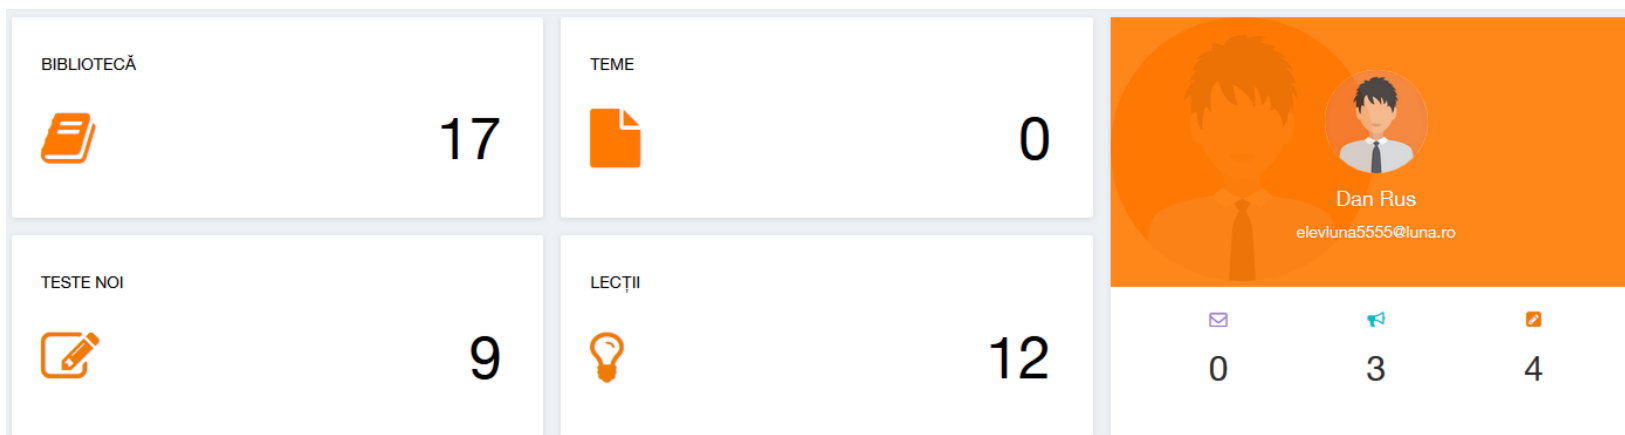 BIBLIOTECĂ
17
TEME
0
TESTE NOI
9
LECȚII
12
Dan Rus
elevluna5555@luna.ro
0
3
4